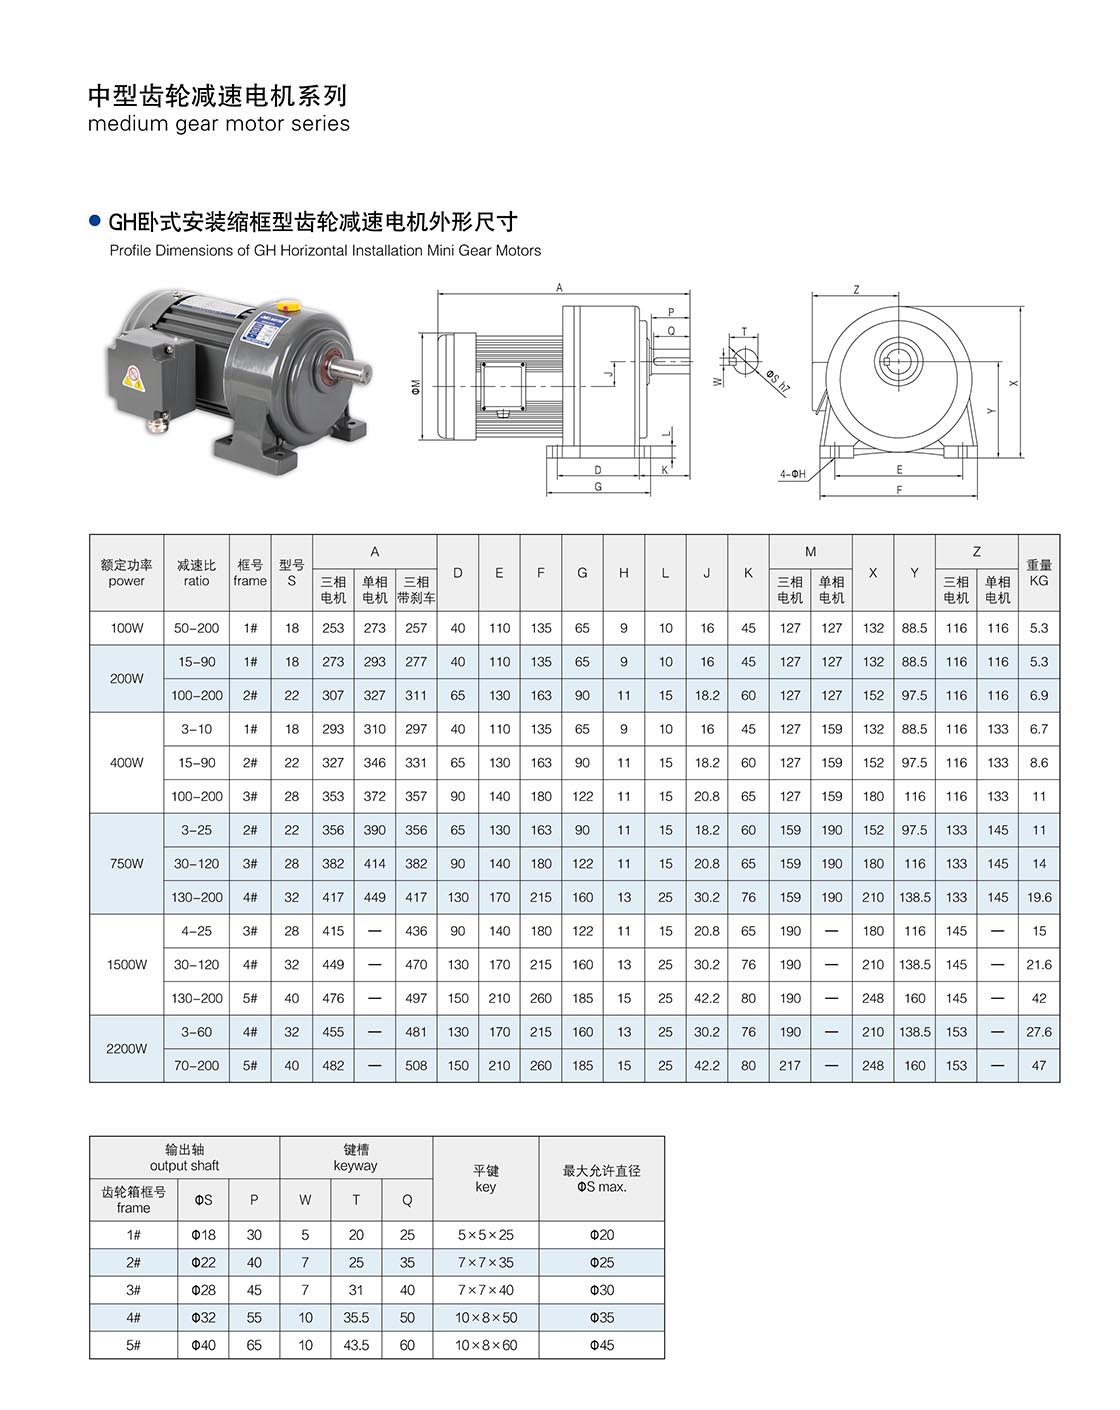 中型齿轮减速电机系列
medium gear motor series
GH卧式安装缩框型齿轮减速电机外形尺寸
Profile Dimensions of GH Horizontal Installation Mini Gear Motors
A
P
Q
ΦM
J
L
D
K
G
T
W
ΦS h7
Z
X
Y
4-ΦH
E
F
额定功率 减速比 框号 型号 A D E F G H L J K M X Y Z 重量
power ratio frame S KG
三相 单相 三相 三相 单相 三相 单相
电机 电机 带刹车 电机 电机 电机 电机
100W 50-200 1# 18 253 273 257 40 110 135 65 9 10 16 45 127 127 132 88.5 116 116 5.3
200W 15-90 1# 18 273 293 277 40 110 135 65 9 10 16 45 127 127 132 88.5 116 116 5.3
100-200 2# 22 307 327 311 65 130 163 90 11 15 18.2 60 127 127 152 97.5 116 116 6.9
400W 3-10 1# 18 293 310 297 40 110 135 65 9 10 16 45 127 159 132 88.5 116 133 6.7
15-90 2# 22 327 346 331 65 130 163 90 11 15 18.2 60 127 159 152 97.5 116 133 8.6
100-200 3# 28 353 372 357 90 140 180 122 11 15 20.8 65 127 159 180 116 116 133 11
750W 3-25 2# 22 356 390 356 65 130 163 90 11 15 18.2 60 159 190 152 97.5 133 145 11
30-120 3# 28 382 414 382 90 140 180 122 11 15 20.8 65 159 190 180 116 133 145 14
130-200 4# 32 417 449 417 130 170 215 160 13 25 30.2 76 159 190 210 138.5 133 145 19.6
1500W 4-25 3# 28 415 — 436 90 140 180 122 11 15 20.8 65 190 — 180 116 145 — 15
30-120 4# 32 449 — 470 130 170 215 160 13 25 30.2 76 190 — 210 138.5 145 — 21.6
130-200 5# 40 476 — 497 150 210 260 185 15 25 42.2 80 190 — 248 160 145 — 42
2200W 3-60 4# 32 455 — 481 130 170 215 160 13 25 30.2 76 190 — 210 138.5 153 — 27.6
70-200 5# 40 482 — 508 150 210 260 185 15 25 42.2 80 217 — 248 160 153 — 47
输出轴 键槽 平键 最大允许直径
output shaft keyway key ΦS max.
齿轮箱框号 ΦS P W T Q
frame
1# Φ18 30 5 20 25 5×5×25 Φ20
2# Φ22 40 7 25 35 7×7×35 Φ25
3# Φ28 45 7 31 40 7×7×40 Φ30
4# Φ32 55 10 35.5 50 10×8×50 Φ35
5# Φ40 65 10 43.5 60 10×8×60 Φ45